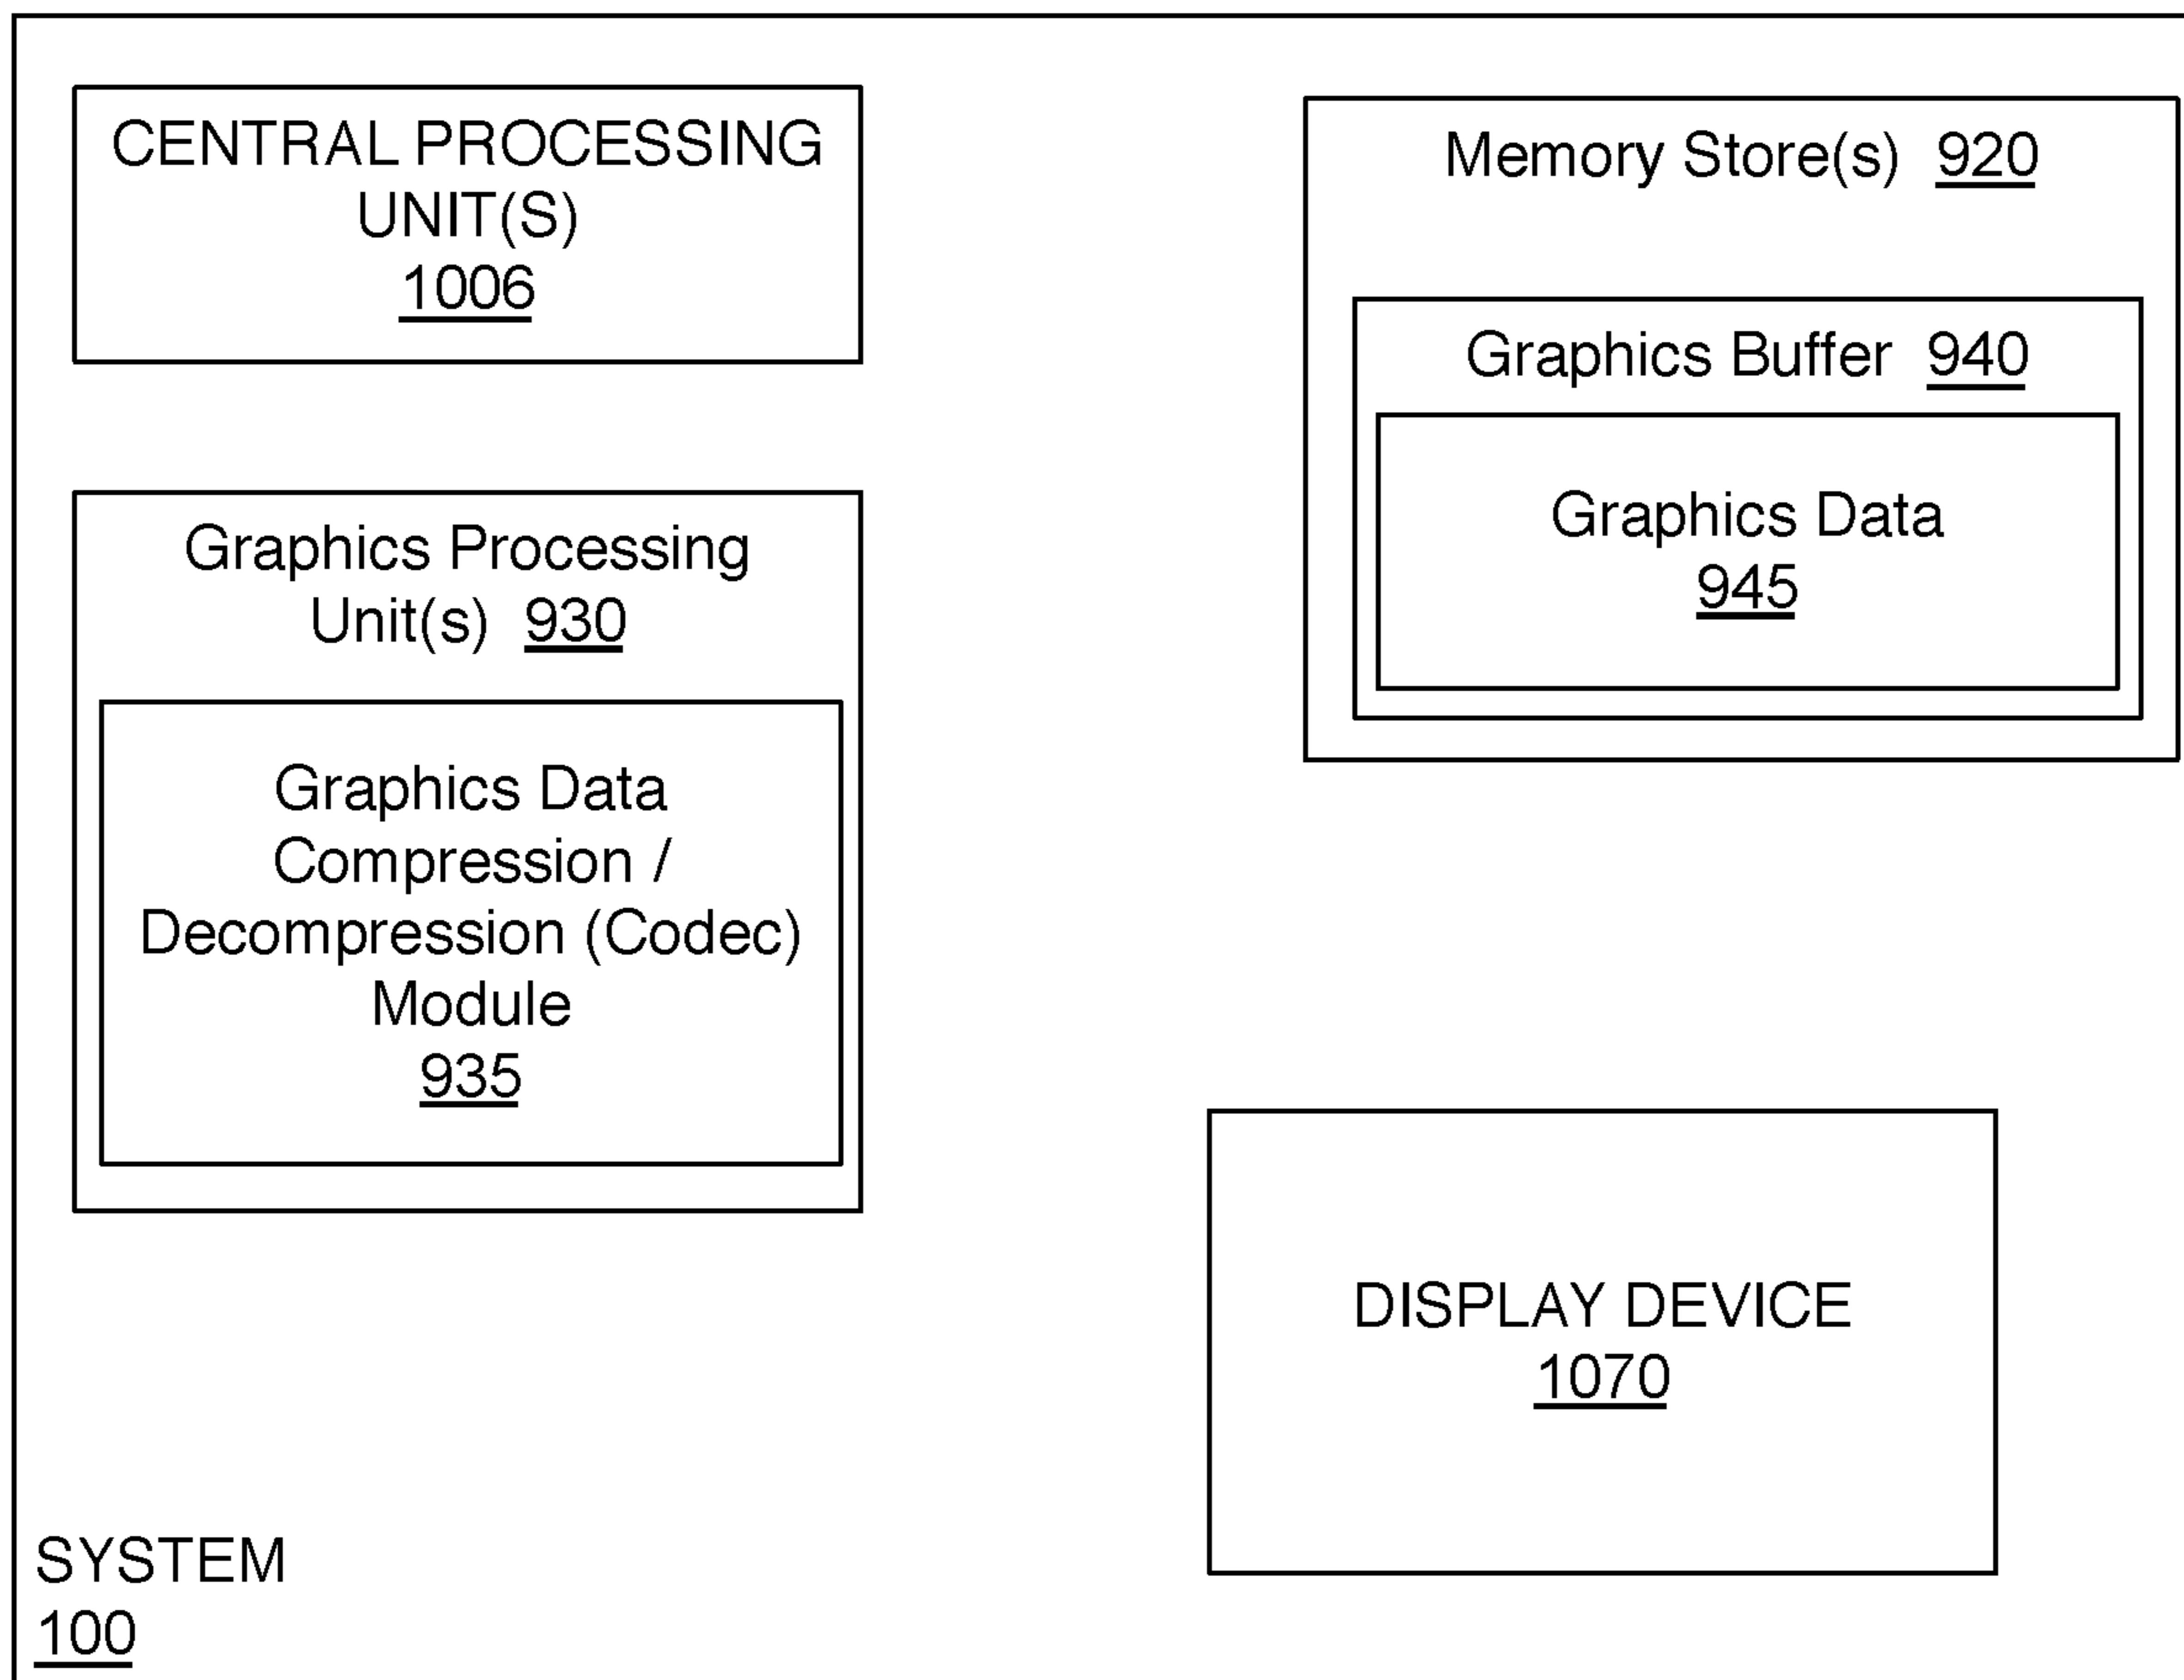 CENTRAL PROCESSING
UNIT(S)
1006
Memory Store(s) 920
Graphics Buffer 940
Graphics Data
945
Graphics Processing
Unit(s) 930
Graphics Data
Compression /
Decompression (Codec)
Module
935
DISPLAY DEVICE
1070
SYSTEM
100